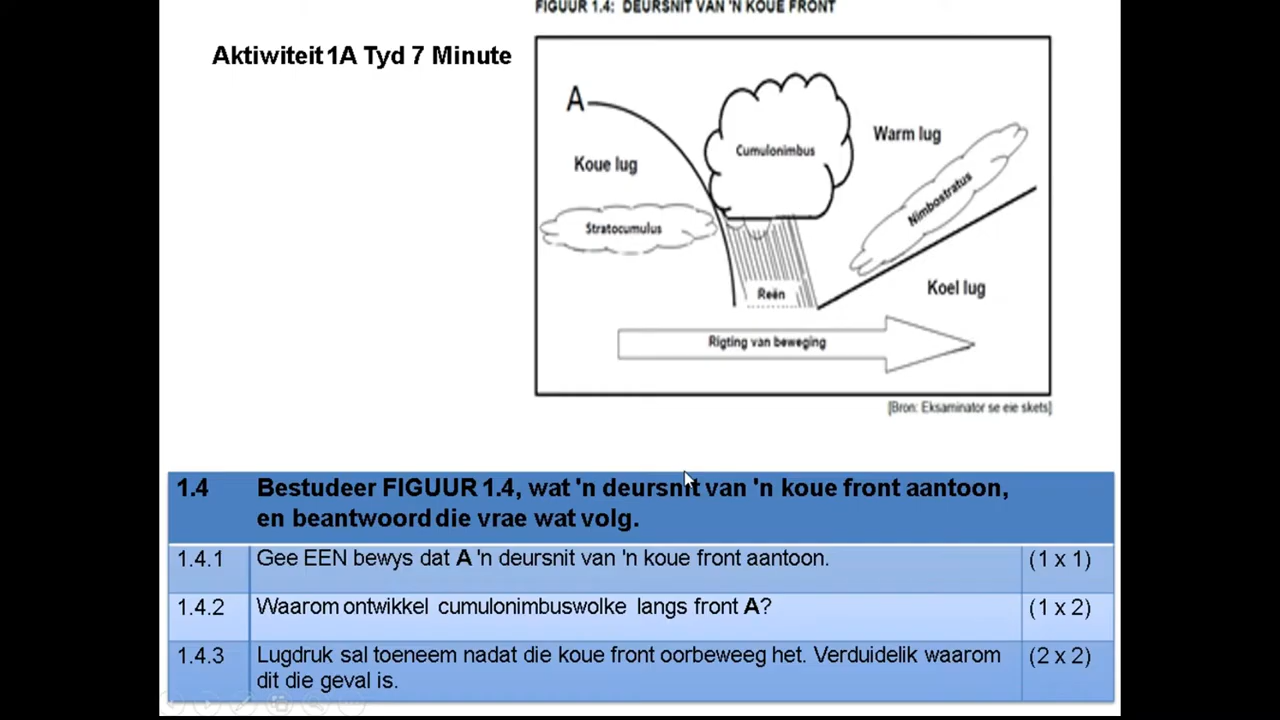 FIGUUR 1.4: DEURSNIT VAN 'N KOUE FRONT
Aktiwiteit 1A Tyd 7 Minute
A
Cumulonimbus
Warm lug
Koue lug
Nimbostratus
Stratocumulus
Koel lug
Reën
Rigting van beweging
[Bron: Eksaminator se eie skets]
1.4 Bestudeer FIGUUR 1.4, wat 'n deursnit van 'n koue front aantoon,
en beantwoord die vrae wat volg.
1.4.1 Gee EEN bewys dat A 'n deursnit van 'n koue front aantoon. (1 x 1)
1.4.2 Waarom ontwikkel cumulonimbuswolke langs front A? (1 x 2)
1.4.3 Lugdruk sal toeneem nadat die koue front oorbeweeg het. Verduidelik waarom (2 x 2)
dit die geval is.